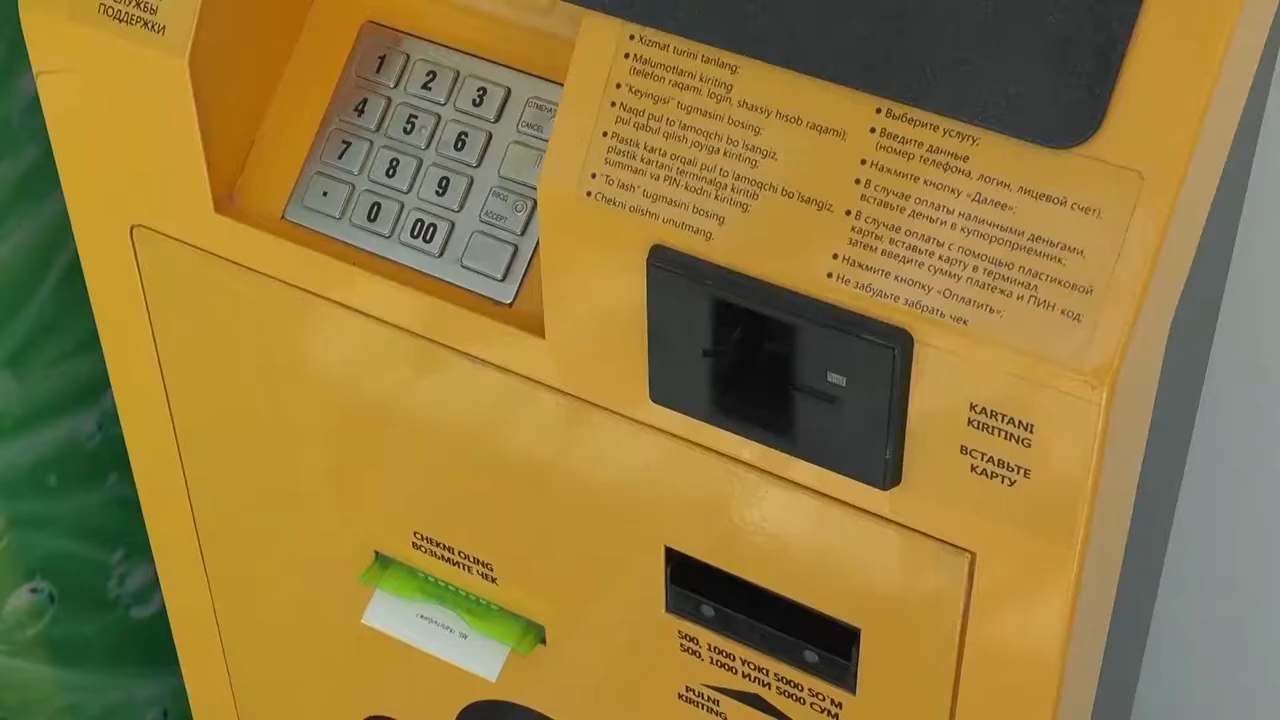 СЛУЖБЫ
ПОДДЕРЖКИ
1
2
3
ОТМЕНА
CANCEL
4
5
6
7
8
9
ВВОД
ACCEPT
0
00
• Xizmat turini tanlang;
• Malumotlarni kiriting
(telefon raqami, login, shaxsiy hisob raqami);
• "Keyingisi" tugmasini bosing;
• Naqd pul to`lamoqchi bo`lsangiz,
pul qabul qilish joyiga kiriting;
• Plastik karta orqali pul to`lamoqchi bo`lsangiz,
plastik kartani terminalga kiritib
summani va PIN-kodni kiriting;
• "To`lash" tugmasini bosing.
• Chekni olishni unutmang.
• Выберите услугу;
• Введите данные
(номер телефона, логин, лицевой счет);
• Нажмите кнопку «Далее»;
• В случае оплаты наличными деньгами,
вставьте деньги в купюроприёмник;
• В случае оплаты с помощью пластиковой
карты, вставьте карту в терминал,
затем введите сумму платежа и ПИН-код;
• Нажмите кнопку «Оплатить»;
• Не забудьте забрать чек
KARTANI
KIRITING
ВСТАВЬТЕ
КАРТУ
CHEKNI OLING
ВОЗЬМИТЕ ЧЕК
500, 1000 YOKI 5000 SO`M
500, 1000 ИЛИ 5000 СУМ
PULNI
KIRITING